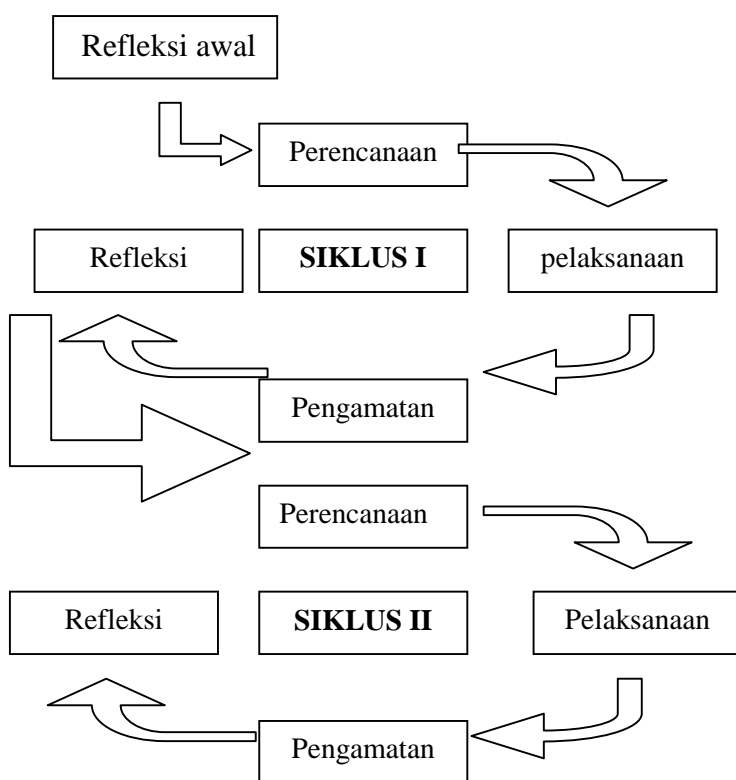 Refleksi awal
Perencanaan
Refleksi
SIKLUS I
pelaksanaan
Pengamatan
Perencanaan
Refleksi
SIKLUS II
Pelaksanaan
Pengamatan